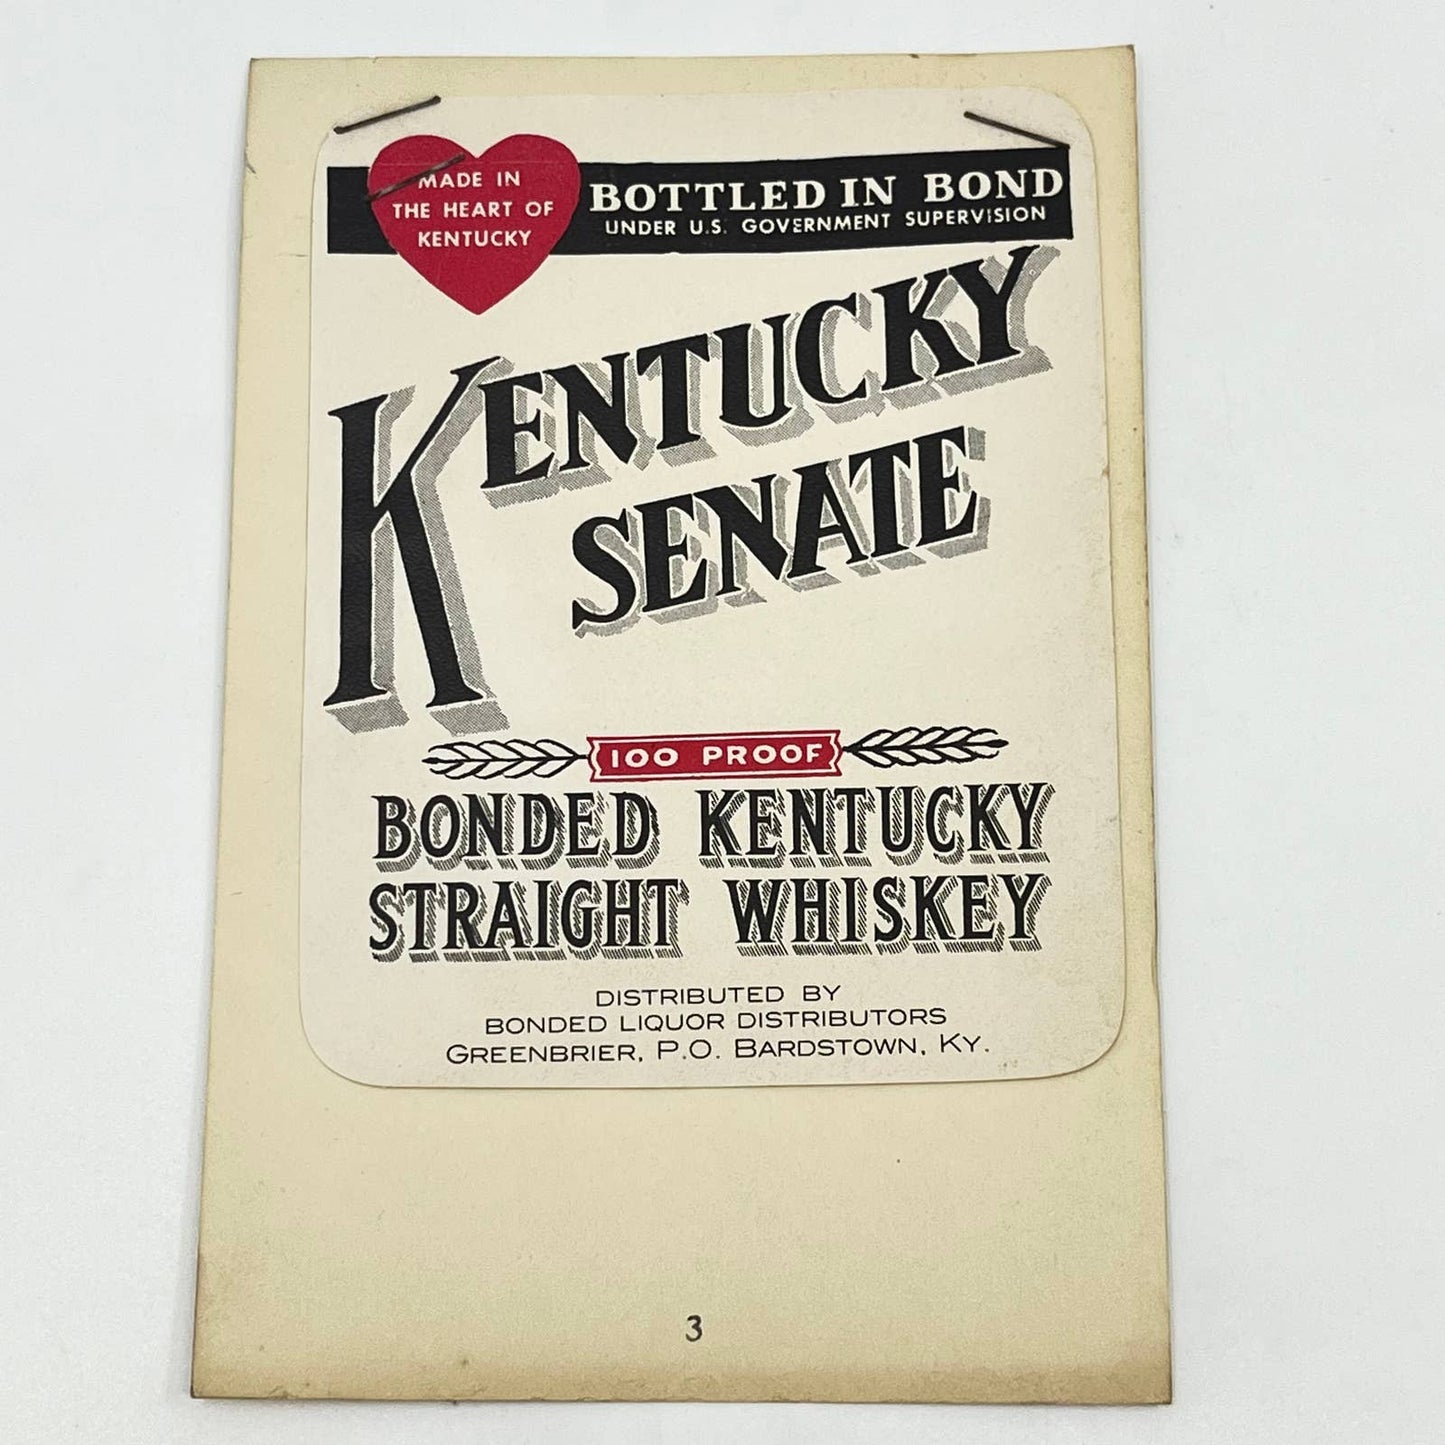 MADE IN
THE HEART OF
KENTUCKY
BOTTLED IN BOND
UNDER U.S. GOVERNMENT SUPERVISION
KENTUCKY
SENATE
100 PROOF
BONDED KENTUCKY
STRAIGHT WHISKEY
DISTRIBUTED BY
BONDED LIQUOR DISTRIBUTORS
GREENBRIER, P.O. BARDSTOWN, KY.
3